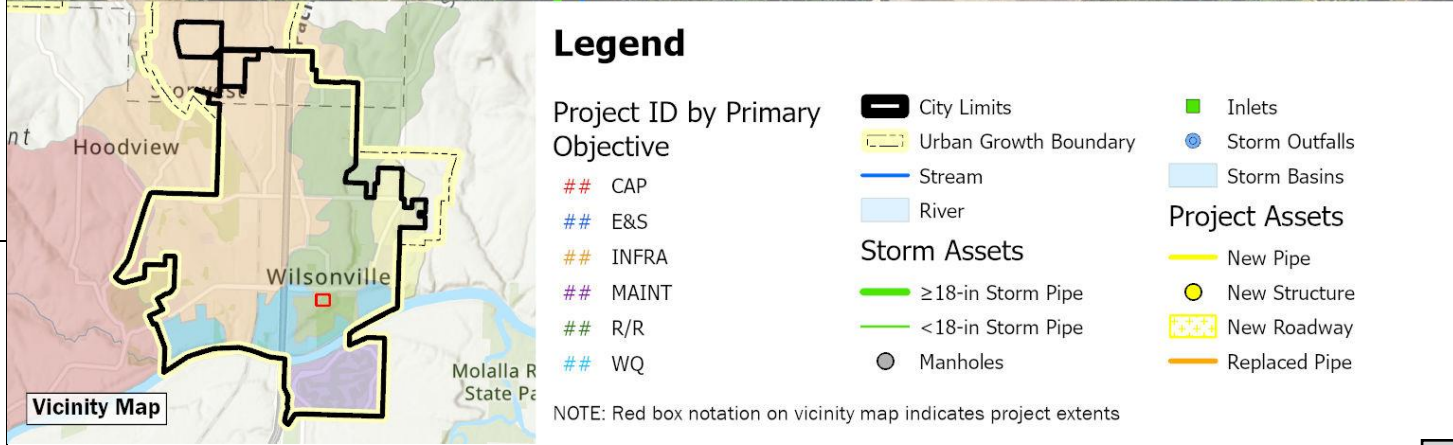 Hoodview
Wilsonville
Vicinity Map
Legend
Project ID by Primary
Objective
## CAP
## E&S
## INFRA
## MAINT
## R/R
## WQ
City Limits
Urban Growth Boundary
Stream
River
Storm Assets
≥18-in Storm Pipe
<18-in Storm Pipe
Manholes
Inlets
Storm Outfalls
Storm Basins
Project Assets
New Pipe
New Structure
New Roadway
Replaced Pipe
Molalla R
State Pa
NOTE: Red box notation on vicinity map indicates project extents